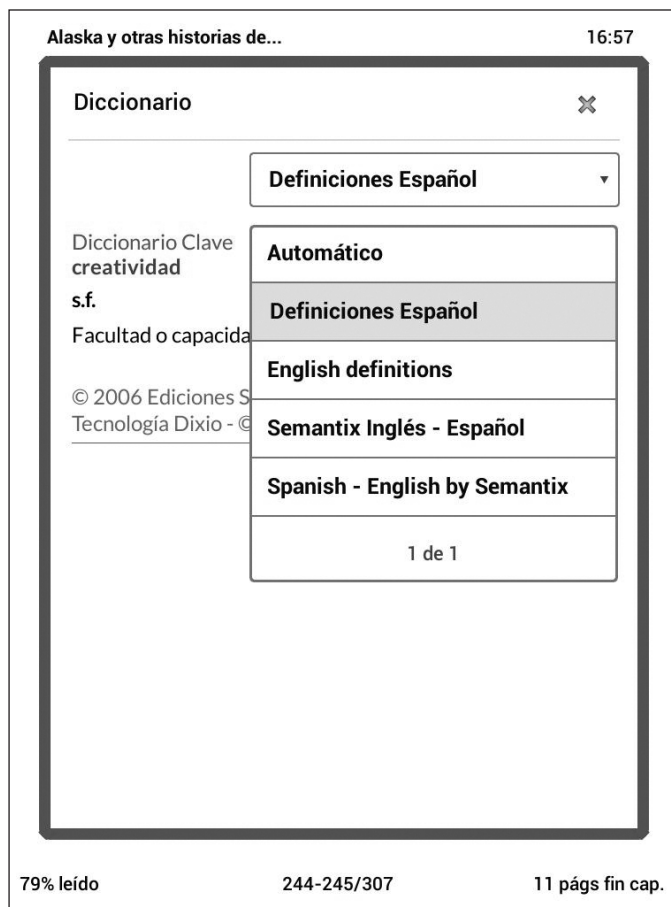 Alaska y otras historias de... 16:57
Diccionario
Definiciones Español
Diccionario Clave
creatividad
s.f.
Facultad o capacida
© 2006 Ediciones S
Tecnología Dixio - ©
Automático
Definiciones Español
English definitions
Semantix Inglés - Español
Spanish - English by Semantix
1 de 1
79% leído 244-245/307 11 págs fin cap.